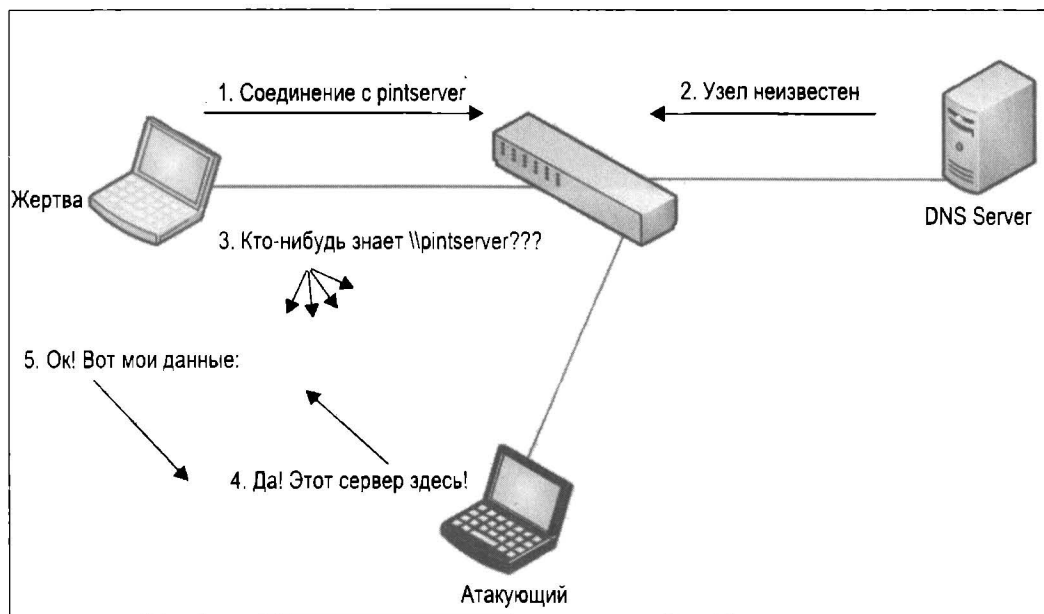 1. Соединение с pintserver
2. Узел неизвестен
Жертва
DNS Server
3. Кто-нибудь знает \\pintserver???
5. Ок! Вот мои данные:
4. Да! Этот сервер здесь!
Атакующий